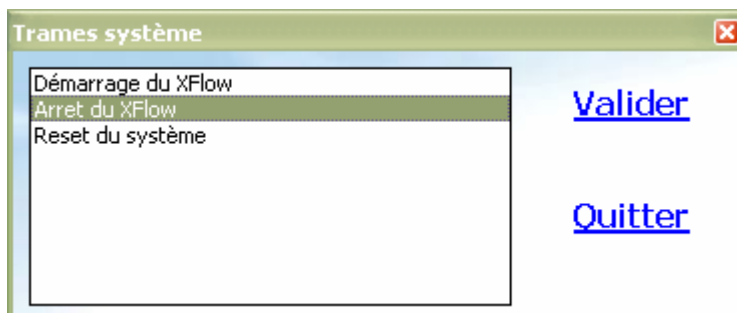 Trames système
Démarrage du XFlow
Arret du XFlow
Reset du système
Valider
Quitter